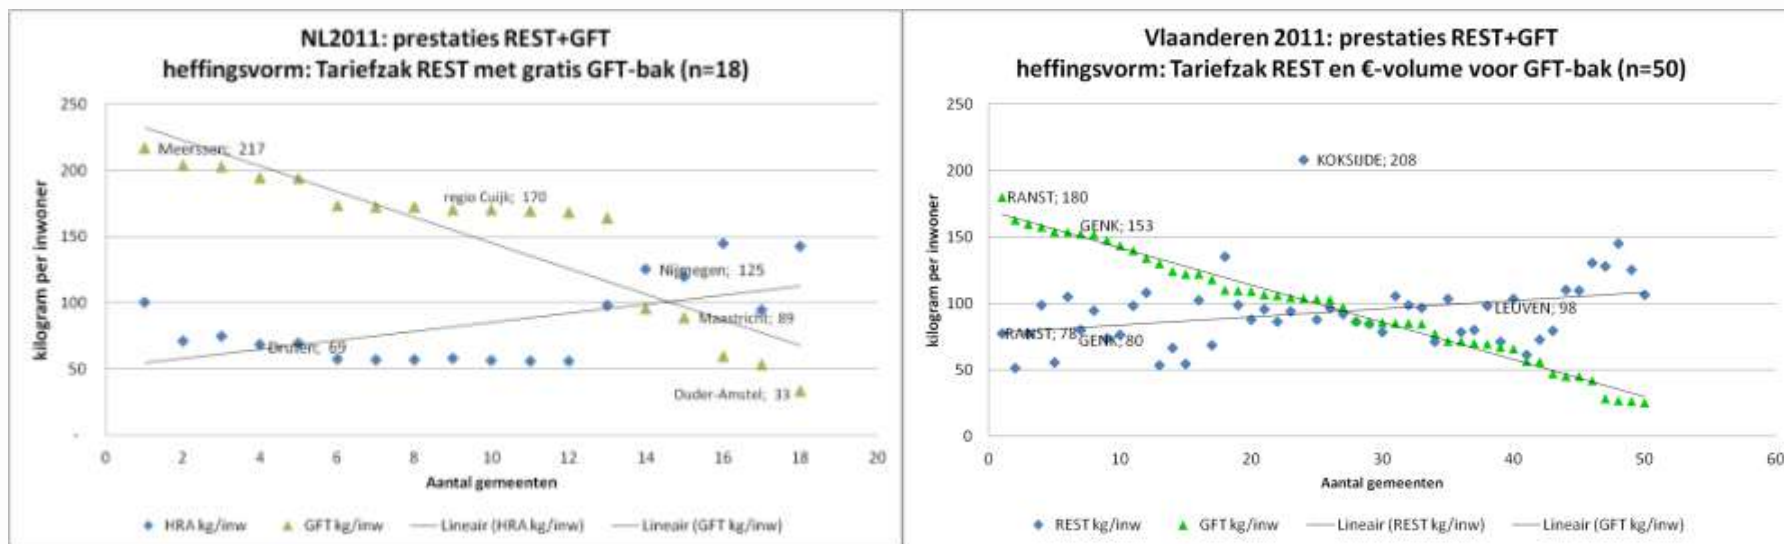 NL2011: prestaties REST+GFT
heffingsvorm: Tariefzak REST met gratis GFT-bak (n=18)
kilogram per inwoner
250
200
150
100
50
-
Meerssen; 217
regio Cuijk; 170
Nijmegen; 125
Maastricht; 89
Druten; 69
Ouder-Amstel; 33
0 2 4 6 8 10 12 14 16 18 20
Aantal gemeenten
HRA kg/inw GFT kg/inw Lineair (HRA kg/inw) Lineair (GFT kg/inw)
Vlaanderen 2011: prestaties REST+GFT
heffingsvorm: Tariefzak REST en €-volume voor GFT-bak (n=50)
kilogram per inwoner
250
200
150
100
50
0
KOKSIJDE; 208
RANST; 180
GENK; 153
LEUVEN; 98
RANST; 78
GENK; 80
0 10 20 30 40 50 60
Aantal gemeenten
REST kg/inw GFT kg/inw Lineair (REST kg/inw) Lineair (GFT kg/inw)